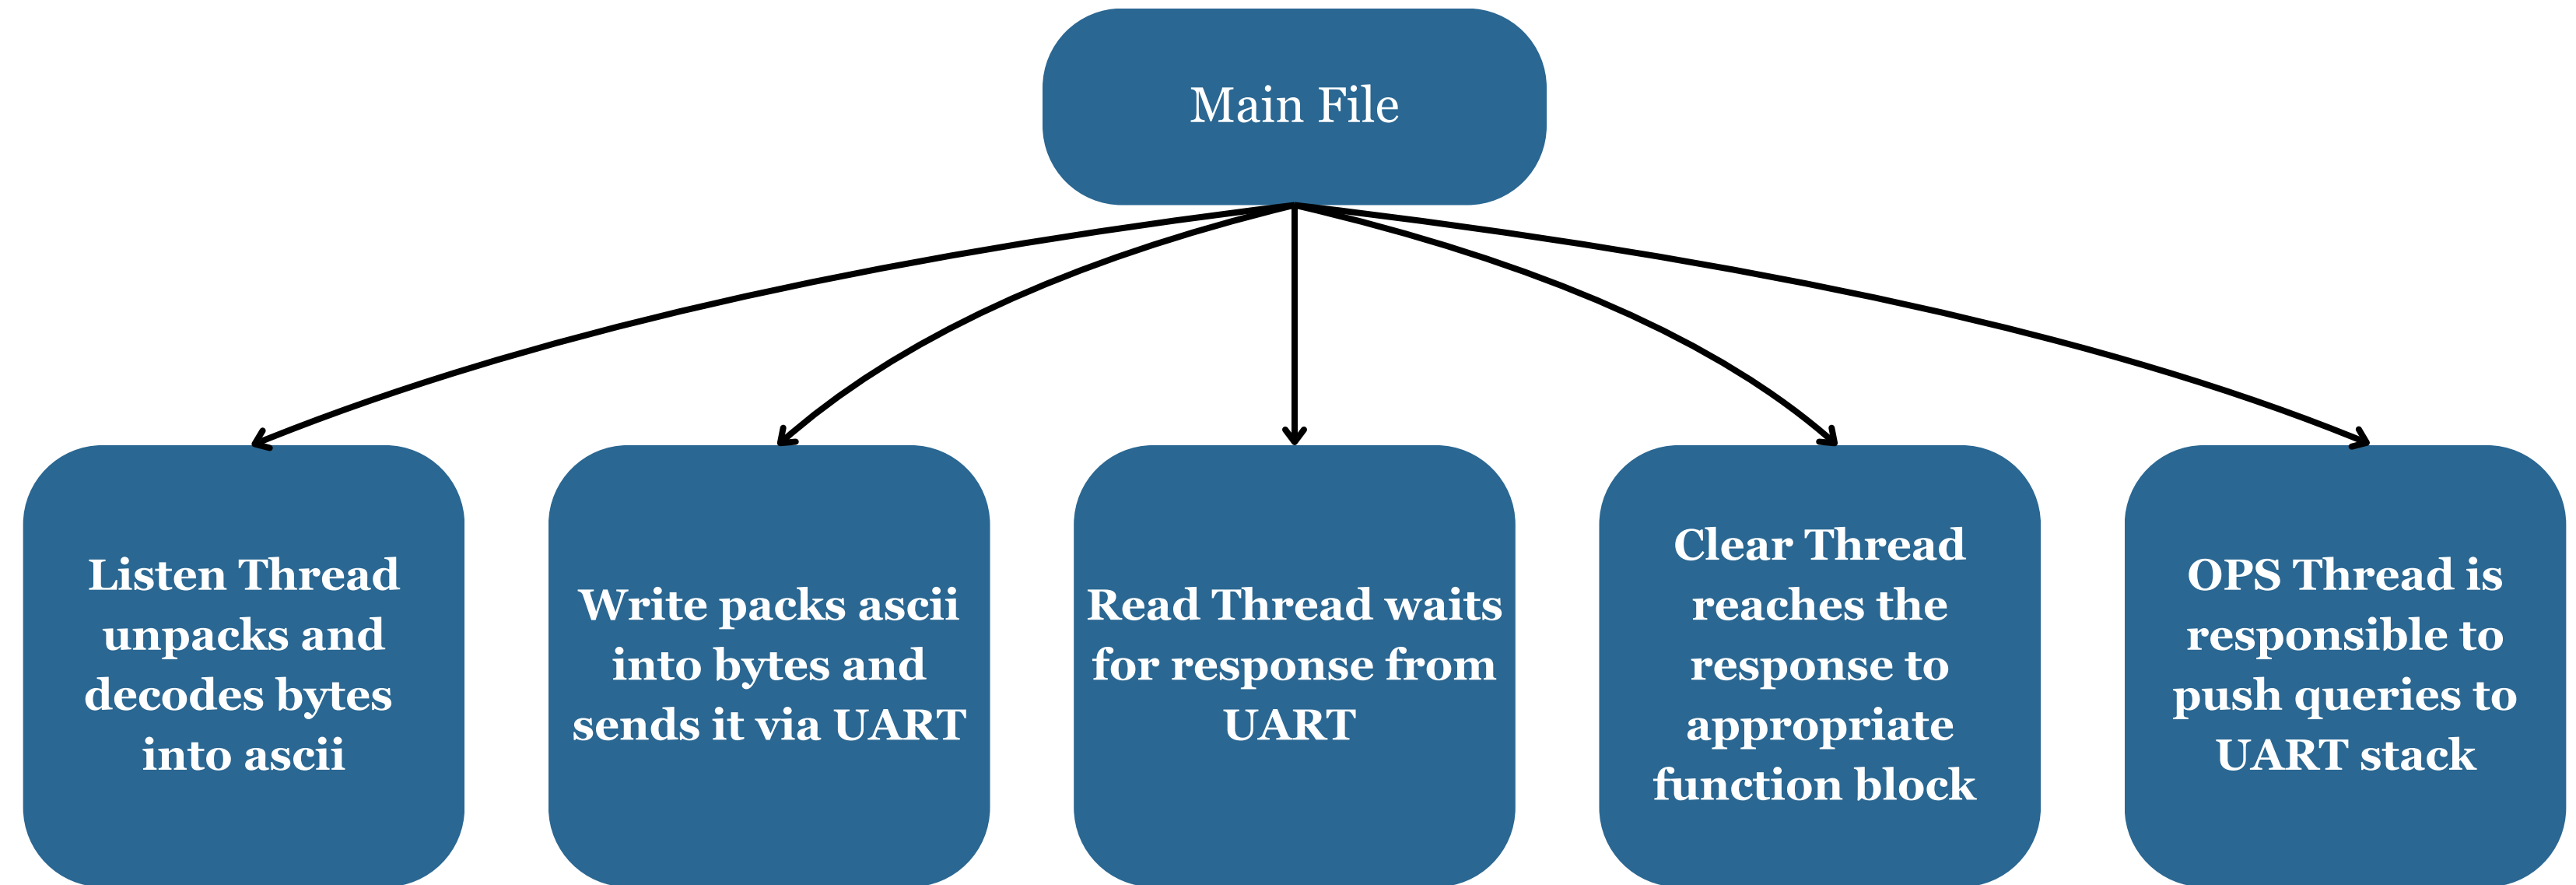 Main File
Listen Thread
unpacks and
decodes bytes
into ascii
Write packs ascii
into bytes and
sends it via UART
Read Thread waits
for response from
UART
Clear Thread
reaches the
response to
appropriate
function block
OPS Thread is
responsible to
push queries to
UART stack